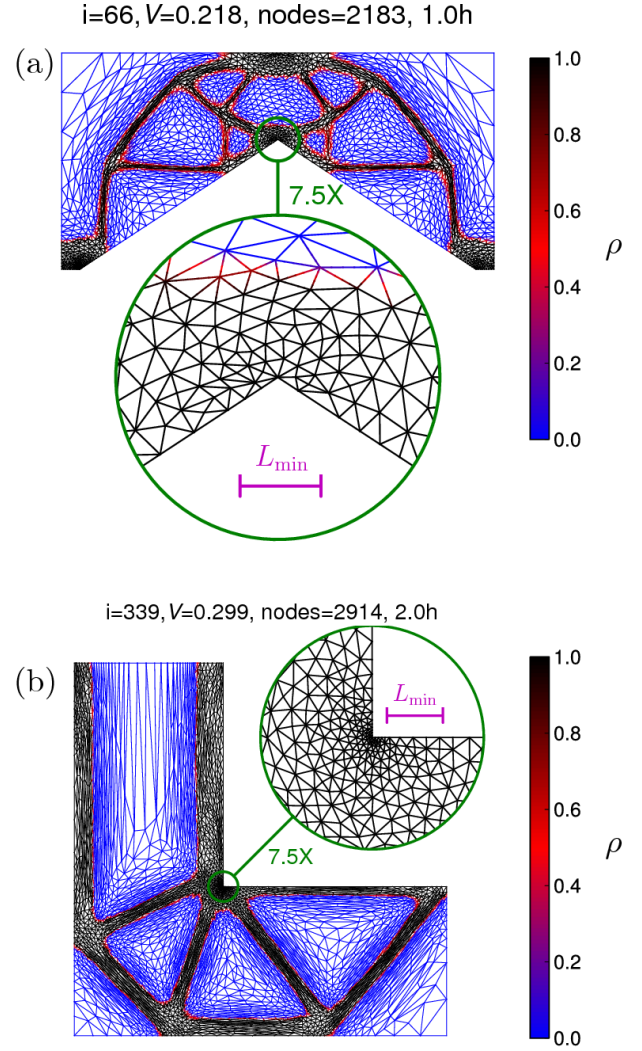 i=66, V=0.218, nodes=2183, 1.0h
(a)
7.5X
L_min
1.0
0.8
0.6
0.4
0.2
0.0
ρ
i=339, V=0.299, nodes=2914, 2.0h
(b)
L_min
7.5X
1.0
0.8
0.6
0.4
0.2
0.0
ρ